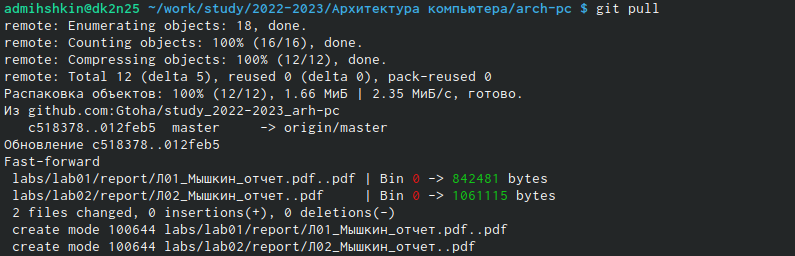 admihshkin@dk2n25 ~/work/study/2022-2023/Архитектура компьютера/arch-pc $ git pull
remote: Enumerating objects: 18, done.
remote: Counting objects: 100% (16/16), done.
remote: Compressing objects: 100% (12/12), done.
remote: Total 12 (delta 5), reused 0 (delta 0), pack-reused 0
Распаковка объектов: 100% (12/12), 1.66 МиБ | 2.35 МиБ/с, готово.
Из github.com:Gtoha/study_2022-2023_arh-pc
   c518378..012feb5  master     -> origin/master
Обновление c518378..012feb5
Fast-forward
 labs/lab01/report/Л01_Мышкин_отчет.pdf..pdf | Bin 0 -> 842481 bytes
 labs/lab02/report/Л02_Мышкин_отчет..pdf     | Bin 0 -> 1061115 bytes
 2 files changed, 0 insertions(+), 0 deletions(-)
 create mode 100644 labs/lab01/report/Л01_Мышкин_отчет.pdf..pdf
 create mode 100644 labs/lab02/report/Л02_Мышкин_отчет..pdf